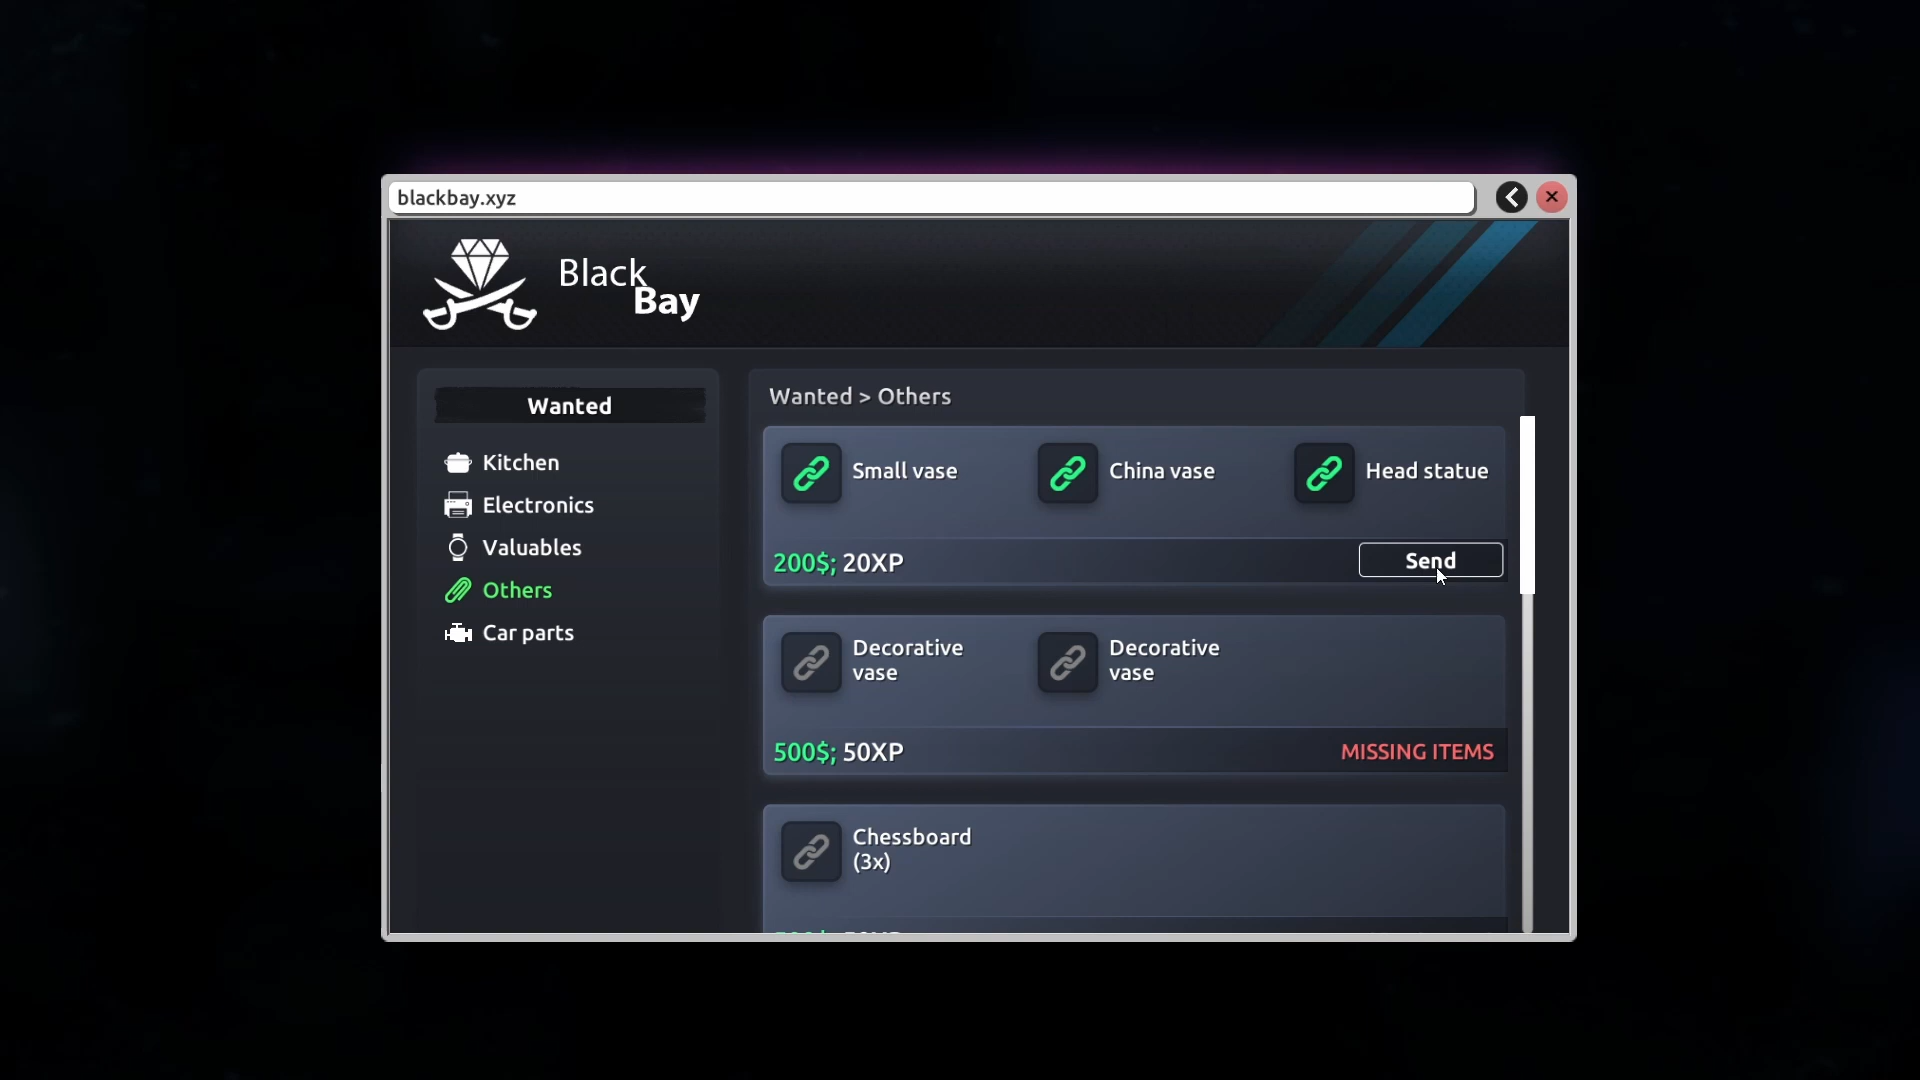 blackbay.xyz
Black
Bay
Wanted
Kitchen
Electronics
Valuables
Others
Car parts
Wanted > Others
Small vase
China vase
Head statue
200$; 20XP
Send
Decorative
vase
Decorative
vase
500$; 50XP
MISSING ITEMS
Chessboard
(3x)